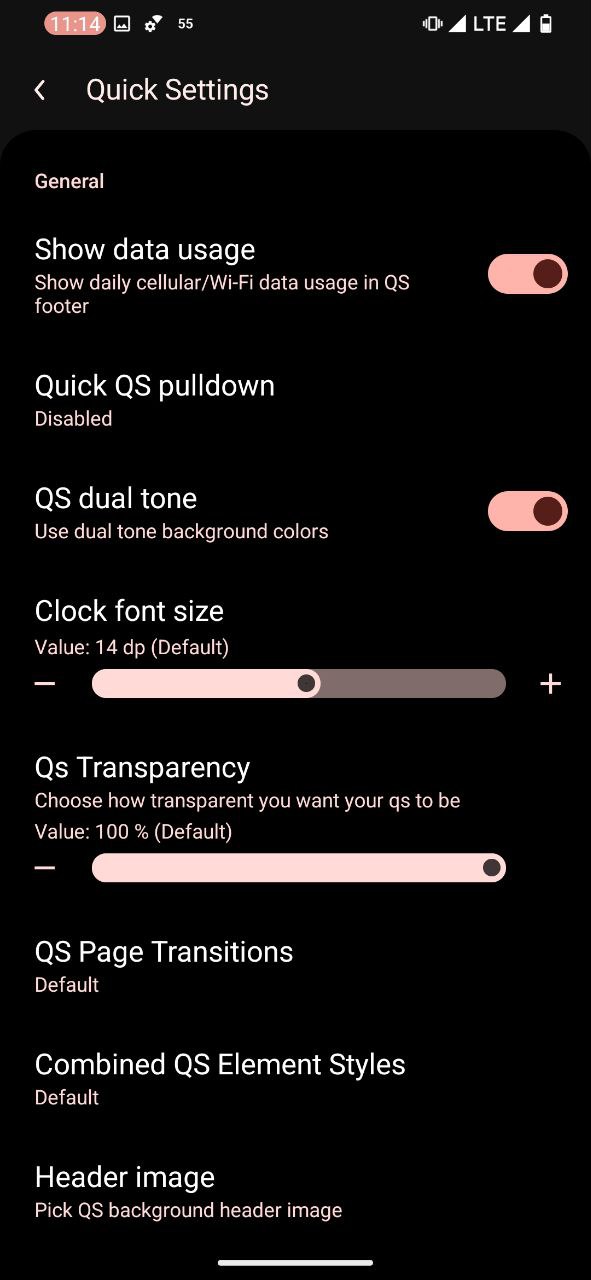 11:14 55 LTE
Quick Settings
General
Show data usage
Show daily cellular/Wi-Fi data usage in QS
footer
Quick QS pulldown
Disabled
QS dual tone
Use dual tone background colors
Clock font size
Value: 14 dp (Default)
Qs Transparency
Choose how transparent you want your qs to be
Value: 100 % (Default)
QS Page Transitions
Default
Combined QS Element Styles
Default
Header image
Pick QS background header image